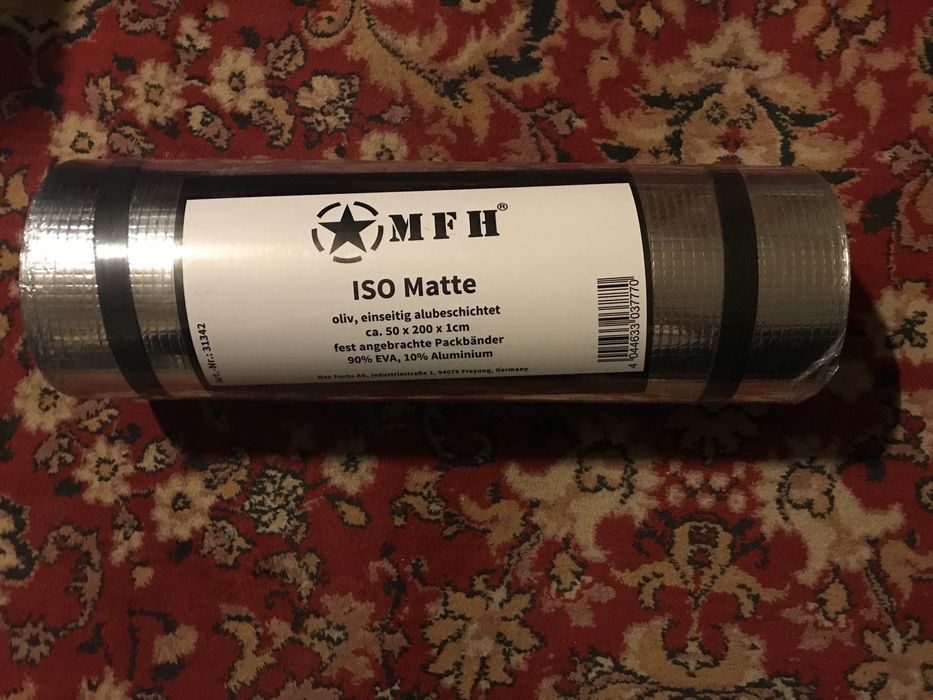 MFH®
ISO Matte
oliv, einseitig alubeschichtet
ca. 50 x 200 x 1cm
fest angebrachte Packbänder
90% EVA, 10% Aluminium
Max Fuchs AG, Industriestraße 1, 94078 Freyung, Germany
Art.-Nr.: 31342
4 044633 037770